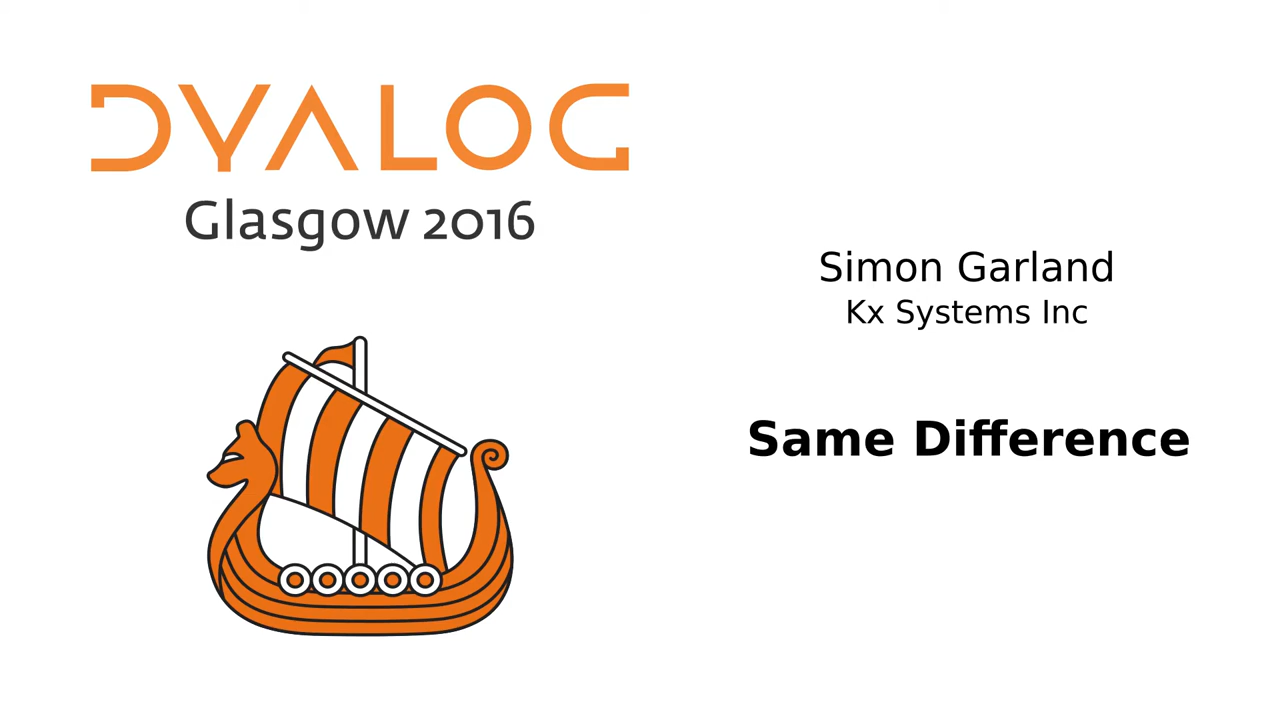 DYALOG
Glasgow 2016
Simon Garland
Kx Systems Inc
Same Difference